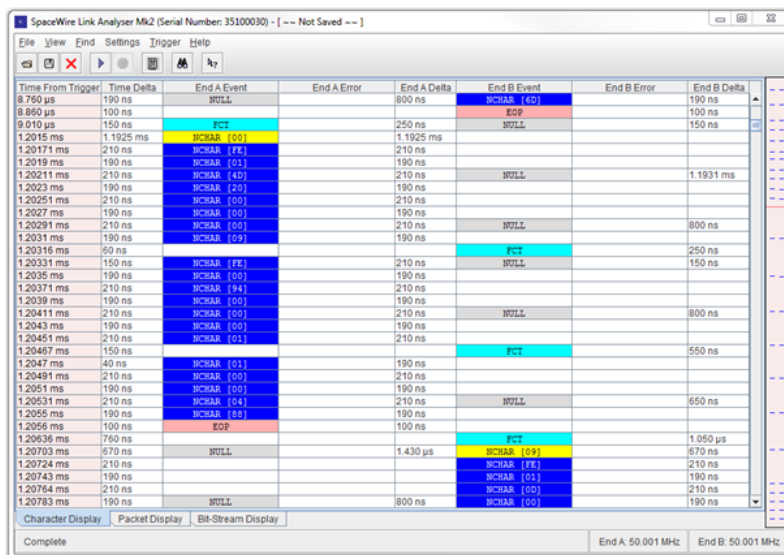 SpaceWire Link Analyser Mk2 (Serial Number: 35100030) - [ ~~ Not Saved ~~ ]
File View Find Settings Trigger Help
Time From Trigger Time Delta End A Event End A Error End A Delta End B Event End B Error End B Delta
8.760 µs 190 ns NULL 800 ns NCHAR [6D] 190 ns
8.860 µs 100 ns EOP 100 ns
9.010 µs 150 ns FCT 250 ns NULL 150 ns
1.2015 ms 1.1925 ms NCHAR [00] 1.1925 ms
1.20171 ms 210 ns NCHAR [FE] 210 ns
1.2019 ms 190 ns NCHAR [01] 190 ns
1.20211 ms 210 ns NCHAR [4D] 210 ns NULL 1.1931 ms
1.2023 ms 190 ns NCHAR [20] 190 ns
1.20251 ms 210 ns NCHAR [00] 210 ns
1.2027 ms 190 ns NCHAR [00] 190 ns
1.20291 ms 210 ns NCHAR [00] 210 ns NULL 800 ns
1.2031 ms 190 ns NCHAR [09] 190 ns
1.20316 ms 60 ns FCT 250 ns
1.20331 ms 150 ns NCHAR [FE] 210 ns NULL 150 ns
1.2035 ms 190 ns NCHAR [00] 190 ns
1.20371 ms 210 ns NCHAR [94] 210 ns
1.2039 ms 190 ns NCHAR [00] 190 ns
1.20411 ms 210 ns NCHAR [00] 210 ns NULL 800 ns
1.2043 ms 190 ns NCHAR [00] 190 ns
1.20451 ms 210 ns NCHAR [01] 210 ns
1.20467 ms 150 ns FCT 550 ns
1.2047 ms 40 ns NCHAR [01] 190 ns
1.20491 ms 210 ns NCHAR [00] 210 ns
1.2051 ms 190 ns NCHAR [00] 190 ns
1.20531 ms 210 ns NCHAR [04] 210 ns NULL 650 ns
1.2055 ms 190 ns NCHAR [88] 190 ns
1.2056 ms 100 ns EOP 100 ns
1.20636 ms 760 ns FCT 1.050 µs
1.20703 ms 670 ns NULL 1.430 µs NCHAR [09] 670 ns
1.20724 ms 210 ns NCHAR [FE] 210 ns
1.20743 ms 190 ns NCHAR [01] 190 ns
1.20764 ms 210 ns NCHAR [0D] 210 ns
1.20783 ms 190 ns NULL 800 ns NCHAR [00] 190 ns
Character Display Packet Display Bit-Stream Display
Complete End A: 50.001 MHz End B: 50.001 MHz